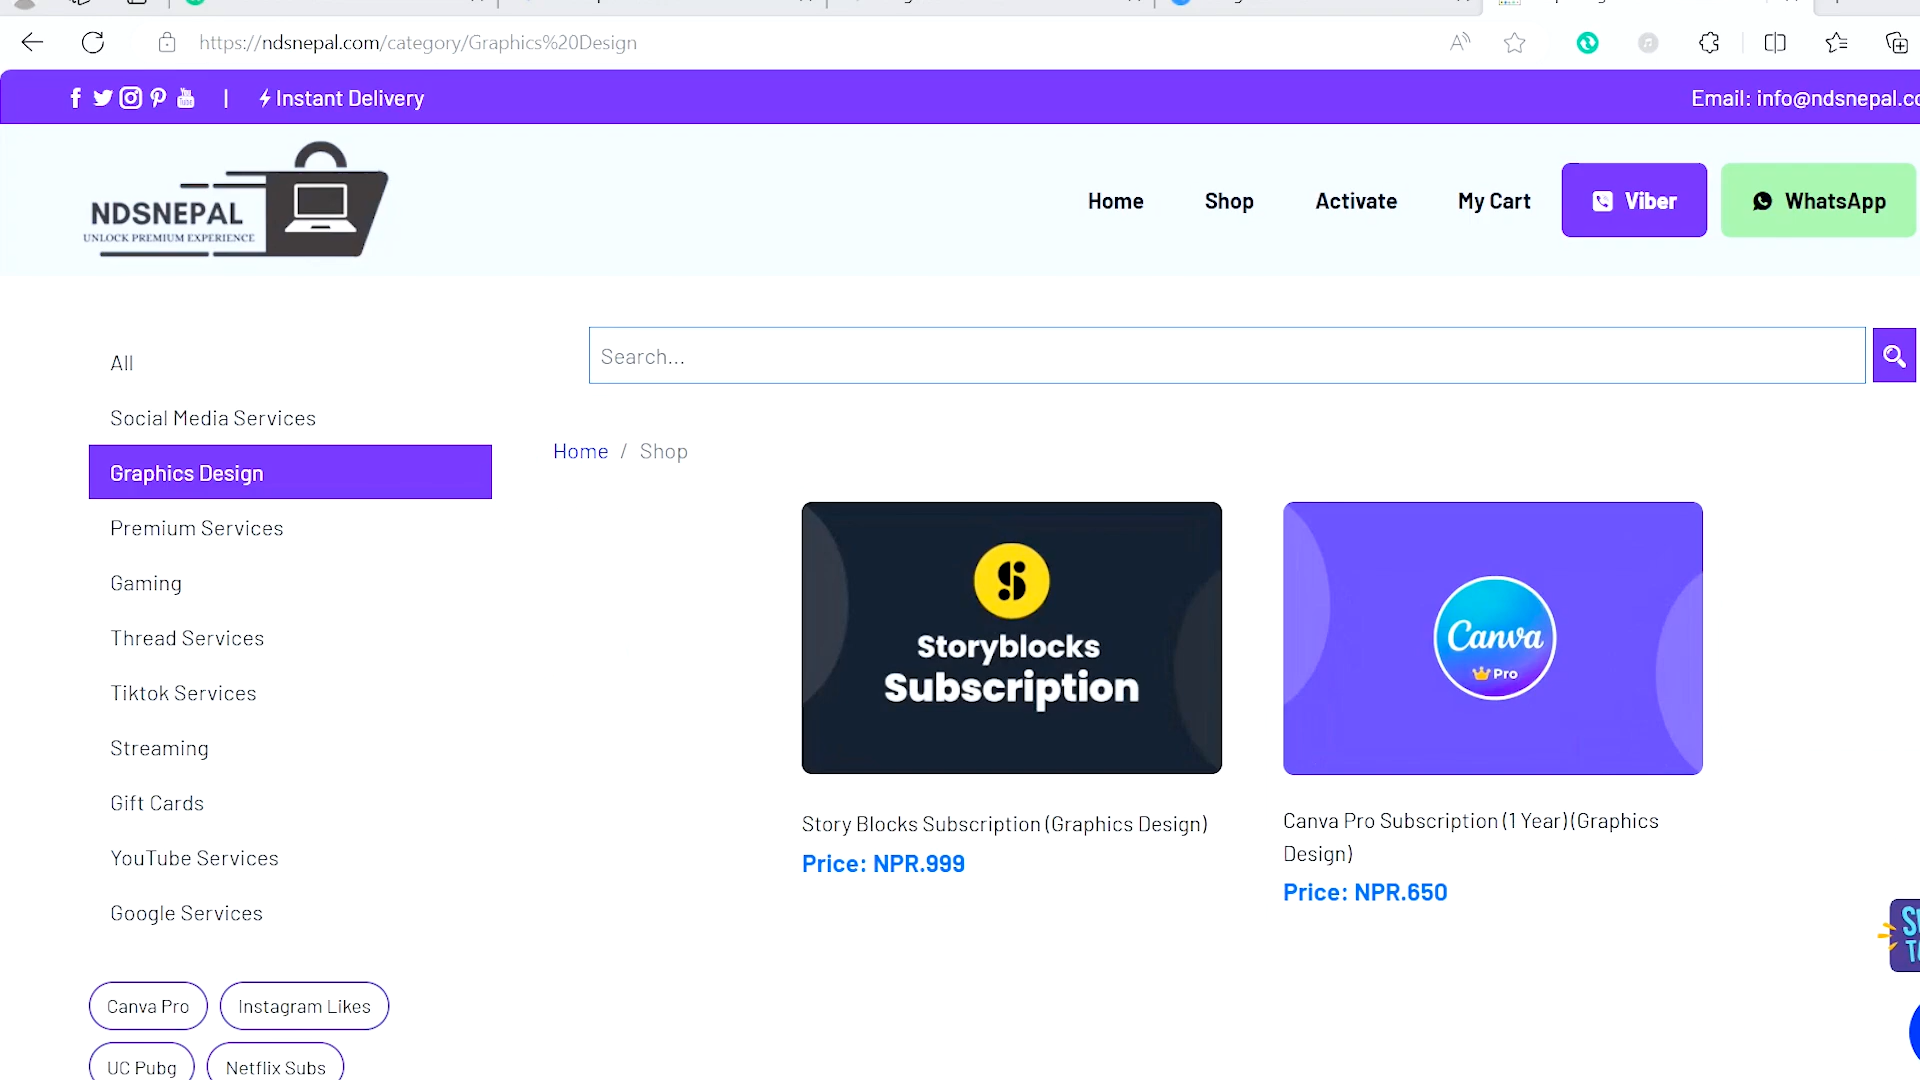 https://ndsnepal.com/category/Graphics%20Design
| Instant Delivery
Email: info@ndsnepal.co
NDSNEPAL
UNLOCK PREMIUM EXPERIENCE
Home
Shop
Activate
My Cart
Viber
WhatsApp
Search...
All
Social Media Services
Graphics Design
Premium Services
Gaming
Thread Services
Tiktok Services
Streaming
Gift Cards
YouTube Services
Google Services
Canva Pro
Instagram Likes
UC Pubg
Netflix Subs
Home / Shop
Storyblocks
Subscription
Story Blocks Subscription (Graphics Design)
Price: NPR.999
Canva
Pro
Canva Pro Subscription (1 Year) (Graphics
Design)
Price: NPR.650